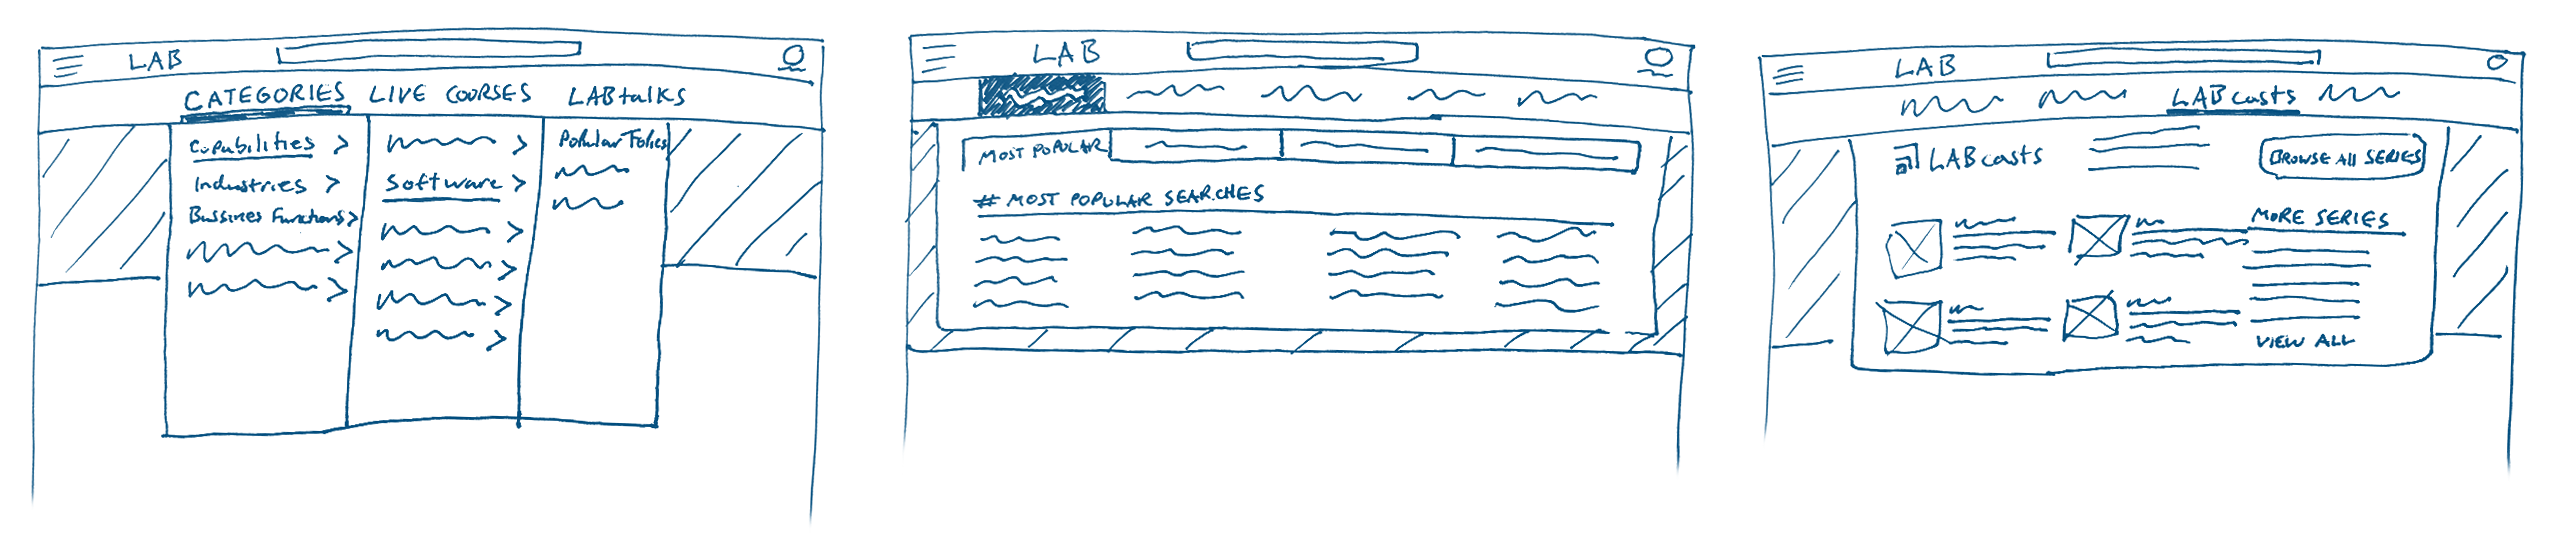 LAB
CATEGORIES LIVE COURSES LABtalks
Capabilities >
Industries >
Bussines Functions >
>
>
>
Software >
>
>
>
>
Popular
LAB
MOST POPULAR
# MOST POPULAR SEARCHES
LAB
LABcasts
LABcasts
BROWSE All SERIES
MORE SERIES
VIEW ALL